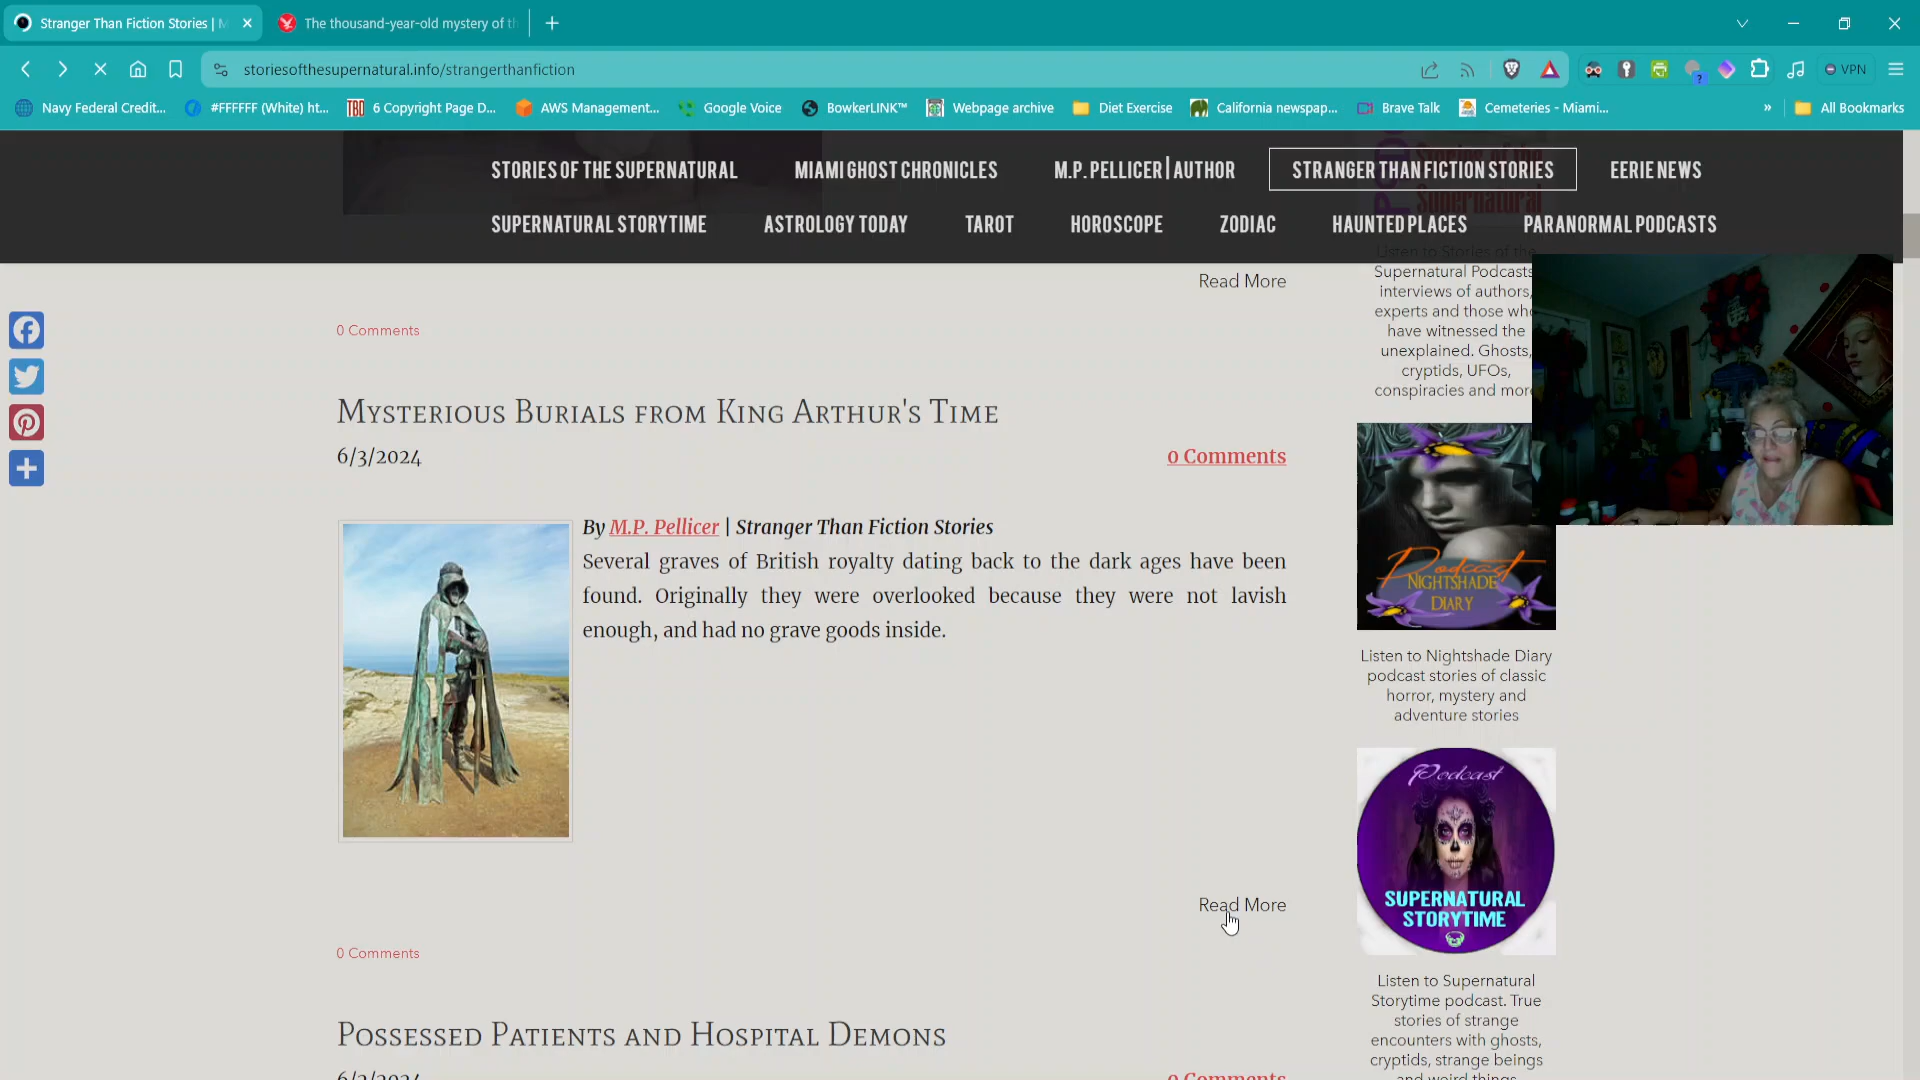 Stranger Than Fiction Stories | M
The thousand-year-old mystery of th
storiesofthesupernatural.info/strangerthanfiction
VPN
Navy Federal Credit...
#FFFFFF (White) ht...
6 Copyright Page D...
AWS Management...
Google Voice
BowkerLINK™
Webpage archive
Diet Exercise
California newspap...
Brave Talk
Cemeteries - Miami...
»
All Bookmarks
STORIES OF THE SUPERNATURAL
MIAMI GHOST CHRONICLES
M.P. PELLICER | AUTHOR
STRANGER THAN FICTION STORIES
EERIE NEWS
SUPERNATURAL STORYTIME
ASTROLOGY TODAY
TAROT
HOROSCOPE
ZODIAC
HAUNTED PLACES
PARANORMAL PODCASTS
Read More
0 Comments
Mysterious Burials from King Arthur's Time
6/3/2024
0 Comments
By M.P. Pellicer | Stranger Than Fiction Stories
Several graves of British royalty dating back to the dark ages have been
found. Originally they were overlooked because they were not lavish
enough, and had no grave goods inside.
Read More
0 Comments
Possessed Patients and Hospital Demons
6/2/2024
0 Comments
Listen to Stories of the
Supernatural Podcasts
interviews of authors,
experts and those who
have witnessed the
unexplained. Ghosts,
cryptids, UFOs,
conspiracies and more
Podcast
NIGHTSHADE
DIARY
Listen to Nightshade Diary
podcast stories of classic
horror, mystery and
adventure stories
Podcast
SUPERNATURAL
STORYTIME
Listen to Supernatural
Storytime podcast. True
stories of strange
encounters with ghosts,
cryptids, strange beings
and weird things